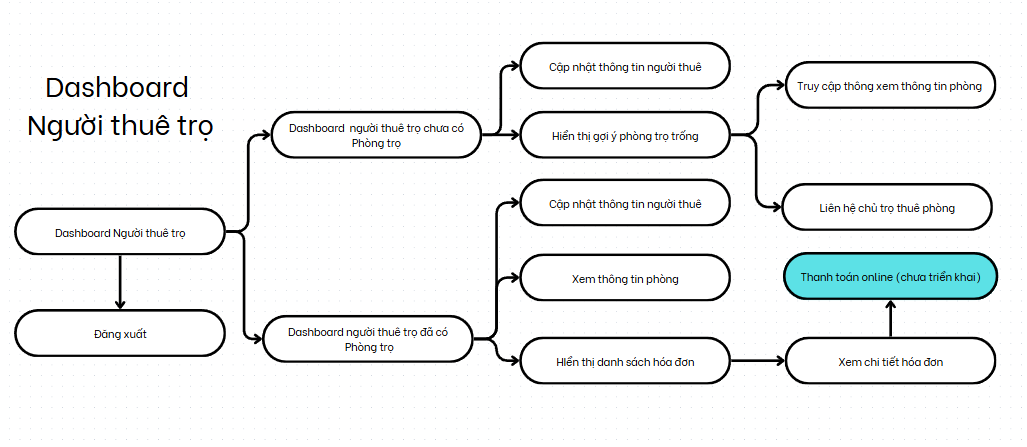 Dashboard
Người thuê trọ
Cập nhật thông tin người thuê
Truy cập thông xem thông tin phòng
Dashboard người thuê trọ chưa có
Phòng trọ
Hiển thị gợi ý phòng trọ trống
Cập nhật thông tin người thuê
Liên hệ chủ trọ thuê phòng
Dashboard Người thuê trọ
Xem thông tin phòng
Thanh toán online (chưa triển khai)
Đăng xuất
Dashboard người thuê trọ đã có
Phòng trọ
HIển thị danh sách hóa đơn
Xem chi tiết hóa đơn